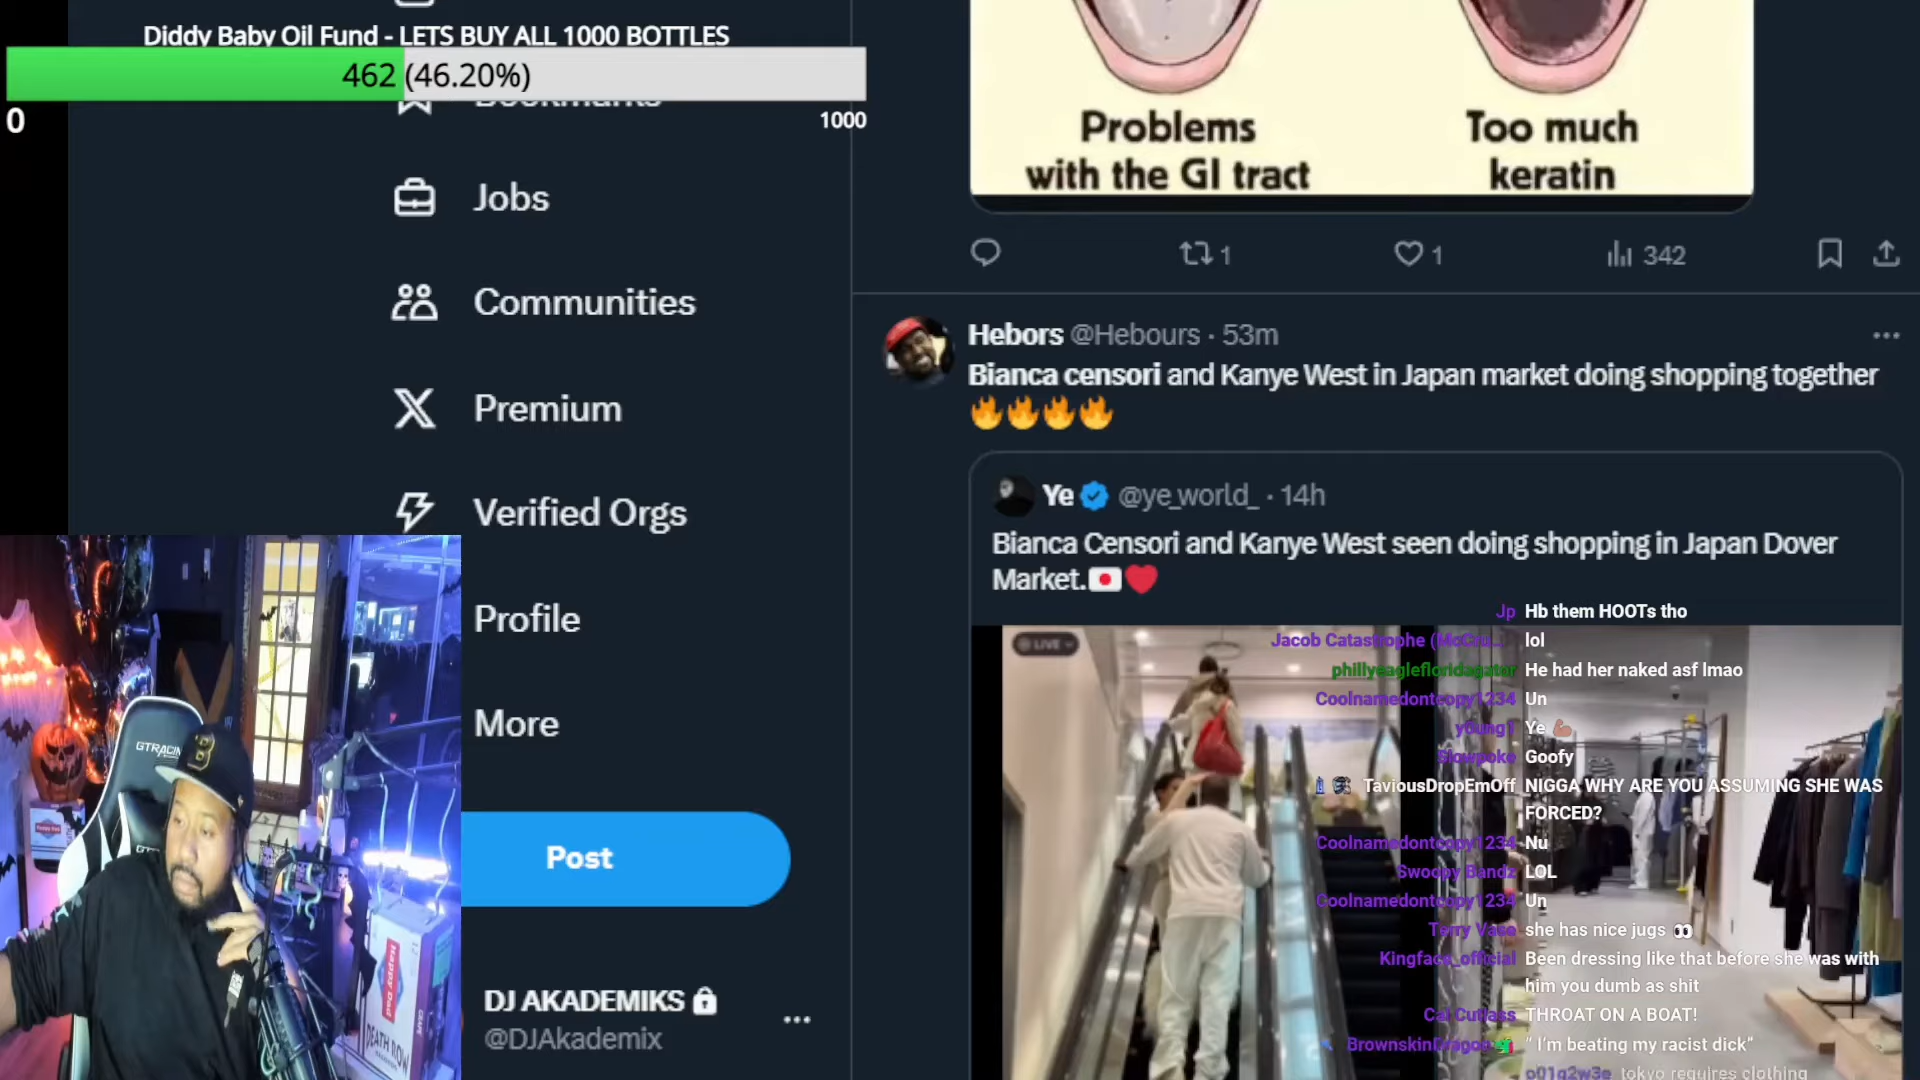 Diddy Baby Oil Fund - LETS BUY ALL 1000 BOTTLES
462 (46.20%)
0
1000
Bookmarks
Jobs
Communities
Premium
Verified Orgs
Profile
More
Post
DJ AKADEMIKS
@DJAkademix
Problems
with the GI tract
Too much
keratin
1
1
342
Hebors @Hebours · 53m
Bianca censori and Kanye West in Japan market doing shopping together
🔥🔥🔥🔥
Ye @ye_world_ · 14h
Bianca Censori and Kanye West seen doing shopping in Japan Dover
Market.🇯🇵❤️
LIVE
Jp Hb them HOOTs tho
Jacob Catastrophe (McCru... lol
phillyeaglefloridagator He had her naked asf lmao
Coolnamedontcopy1234 Un
y0ung1 Ye 💪🏾
Slowpoke Goofy
TaviousDropEmOff NIGGA WHY ARE YOU ASSUMING SHE WAS
FORCED?
Coolnamedontcopy1234 Nu
Swoopy Bandz LOL
Coolnamedontcopy1234 Un
Terry Vase she has nice jugs 👀
Kingface_official Been dressing like that before she was with
him you dumb as shit
Cal Cutlass THROAT ON A BOAT!
BrownskinDragon " I'm beating my racist dick"
o01g2w3e tokyo requires clothing
GTRACIN
Happy Dad
DEATH ROW